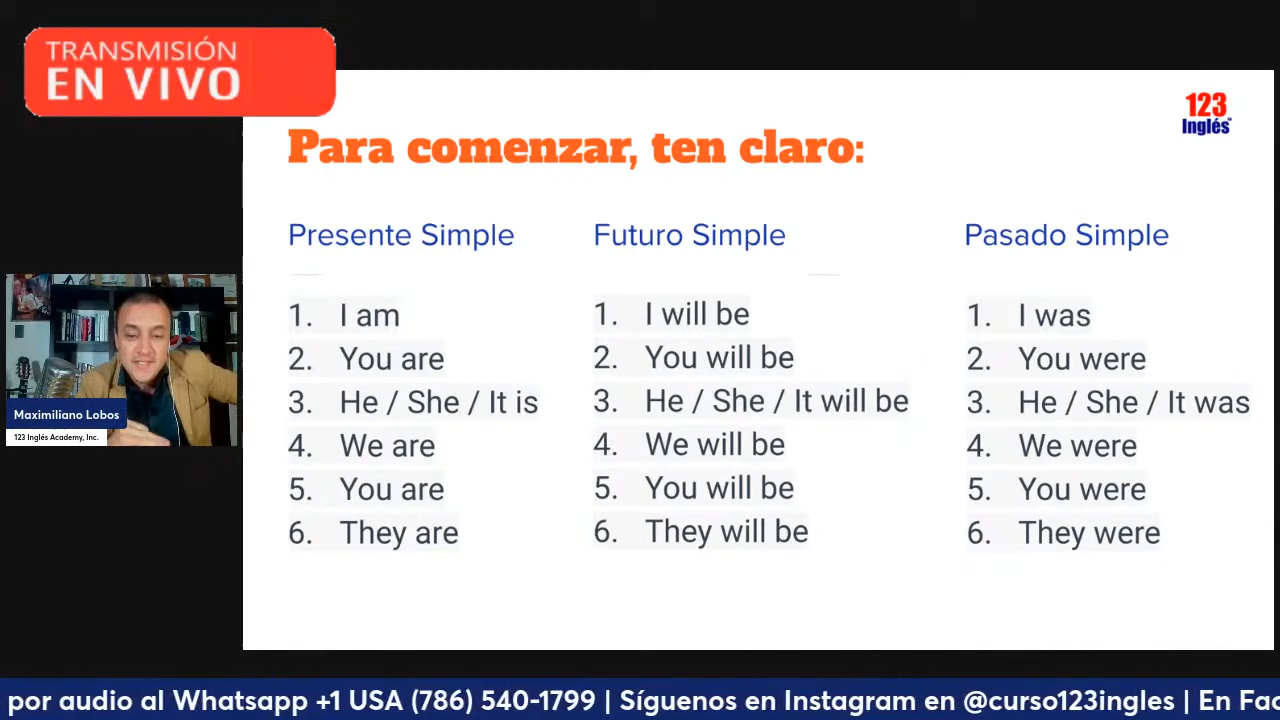 TRANSMISIÓN
EN VIVO
123
Inglés
Para comenzar, ten claro:
Presente Simple
1. I am
2. You are
3. He / She / It is
4. We are
5. You are
6. They are
Futuro Simple
1. I will be
2. You will be
3. He / She / It will be
4. We will be
5. You will be
6. They will be
Pasado Simple
1. I was
2. You were
3. He / She / It was
4. We were
5. You were
6. They were
Maximiliano Lobos
123 Inglés Academy, Inc.
por audio al Whatsapp +1 USA (786) 540-1799 | Síguenos en Instagram en @curso123ingles | En Fac